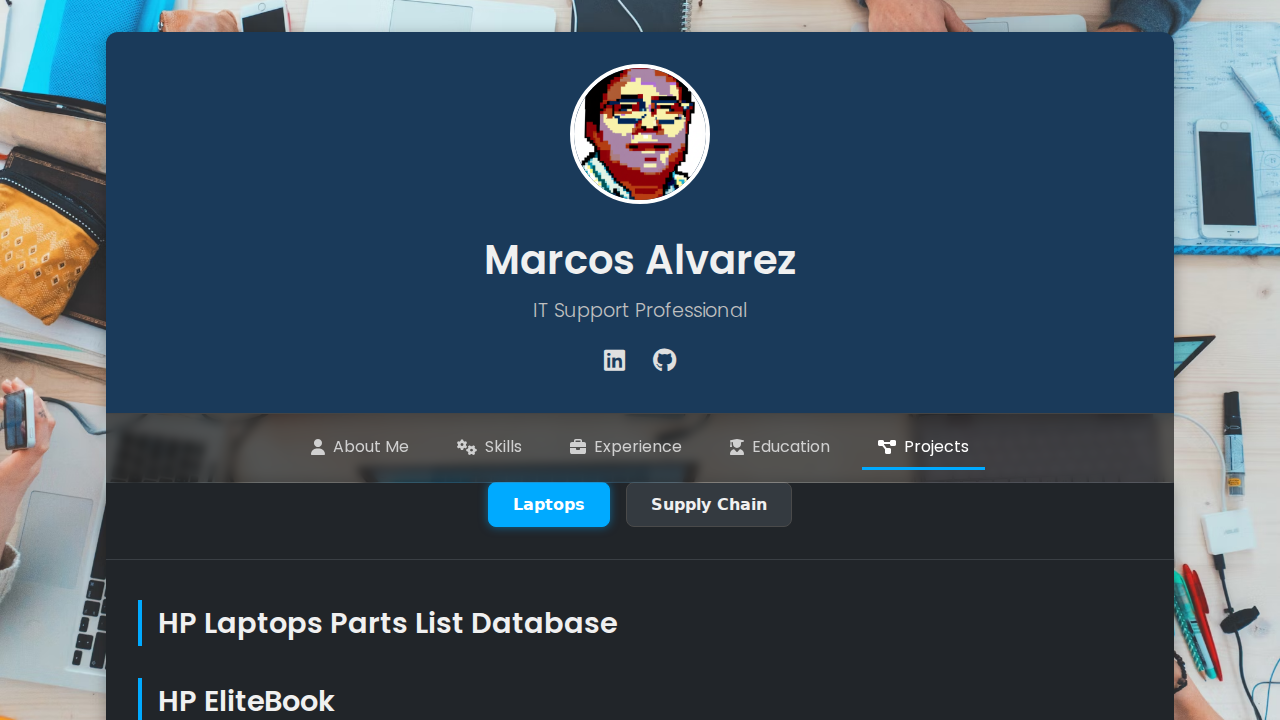 Marcos Alvarez
IT Support Professional
About Me
Skills
Experience
Education
Projects
Laptops
Supply Chain
HP Laptops Parts List Database
HP EliteBook